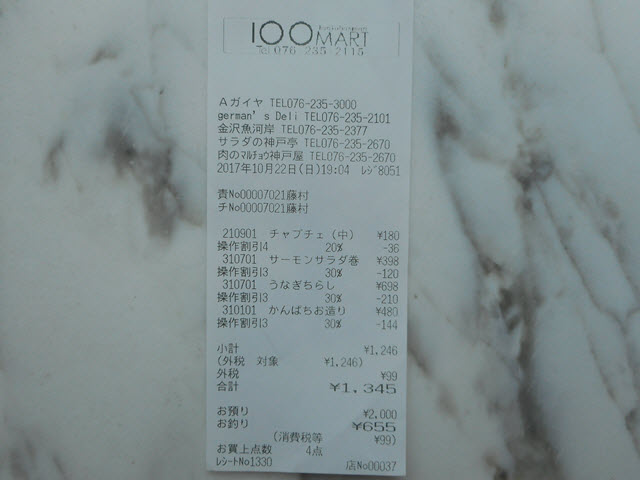 100 MART
Tel.076-235-2115
Aガイヤ TEL076-235-3000
german's Deli TEL076-235-2101
金沢魚河岸 TEL076-235-2377
サラダの神戸亭 TEL076-235-2670
肉のマルチョウ神戸屋 TEL076-235-2670
2017年10月22日(日)19:04 レジ8051
責No00007021藤村
チNo00007021藤村
210901 チャプチェ(中) ¥180
操作割引4 20% -36
310701 サーモンサラダ巻 ¥398
操作割引3 30% -120
310701 うなぎちらし ¥698
操作割引3 30% -210
310101 かんぱちお造り ¥480
操作割引3 30% -144
小計 ¥1,246
(外税 対象 ¥1,246)
外税 ¥99
合計 ¥1,345
お預り ¥2,000
お釣り ¥655
(消費税等 ¥99)
お買上点数 4点
レシートNo1330 店No00037